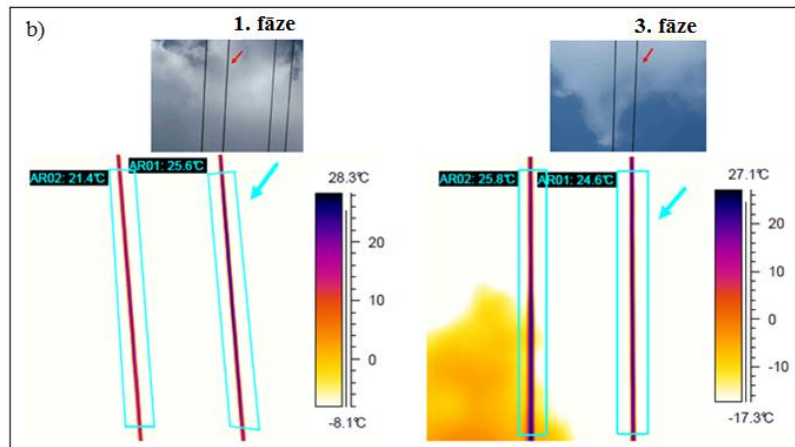 b)
1. fāze
3. fāze
AR01: 25.6°C
AR02: 21.4°C
28.3°C
20
10
0
-8.1°C
AR02: 25.8°C
AR01: 24.6°C
27.1°C
20
10
0
-10
-17.3°C